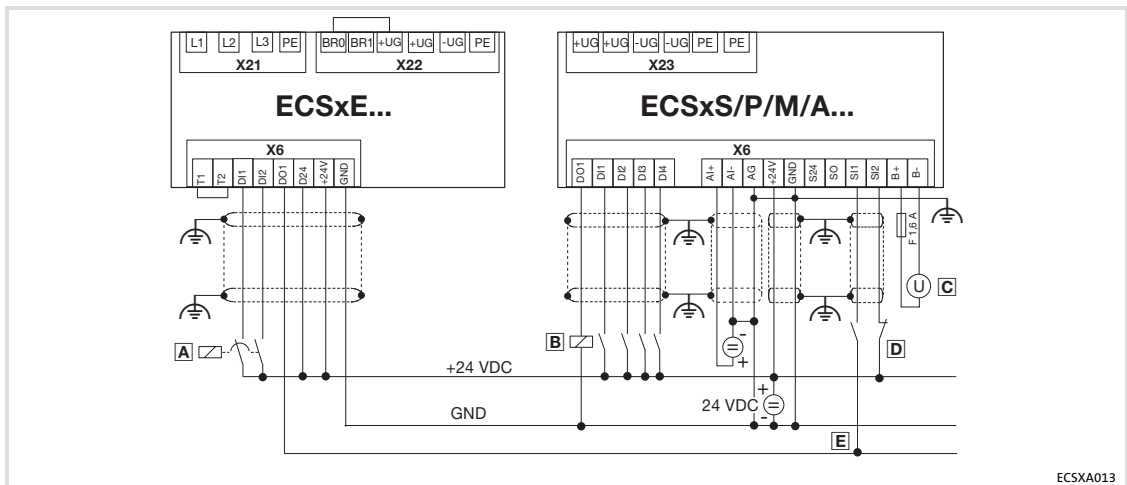 L1 L2 L3 PE BR0 BR1 +UG +UG -UG PE
X21 X22
ECSxE...
X6
T1 T2 DI1 DI2 DO1 D24 +24V GND
+UG +UG -UG -UG PE PE
X23
ECSxS/P/M/A...
X6
DO1 DI1 DI2 DI3 DI4 AI+ AI- AG +24V GND S24 SO SI1 SI2 B+ B-
F 1,6 A
U C
A
B
-
+
D
+24 VDC
+
24 VDC
-
GND
E
ECSXA013